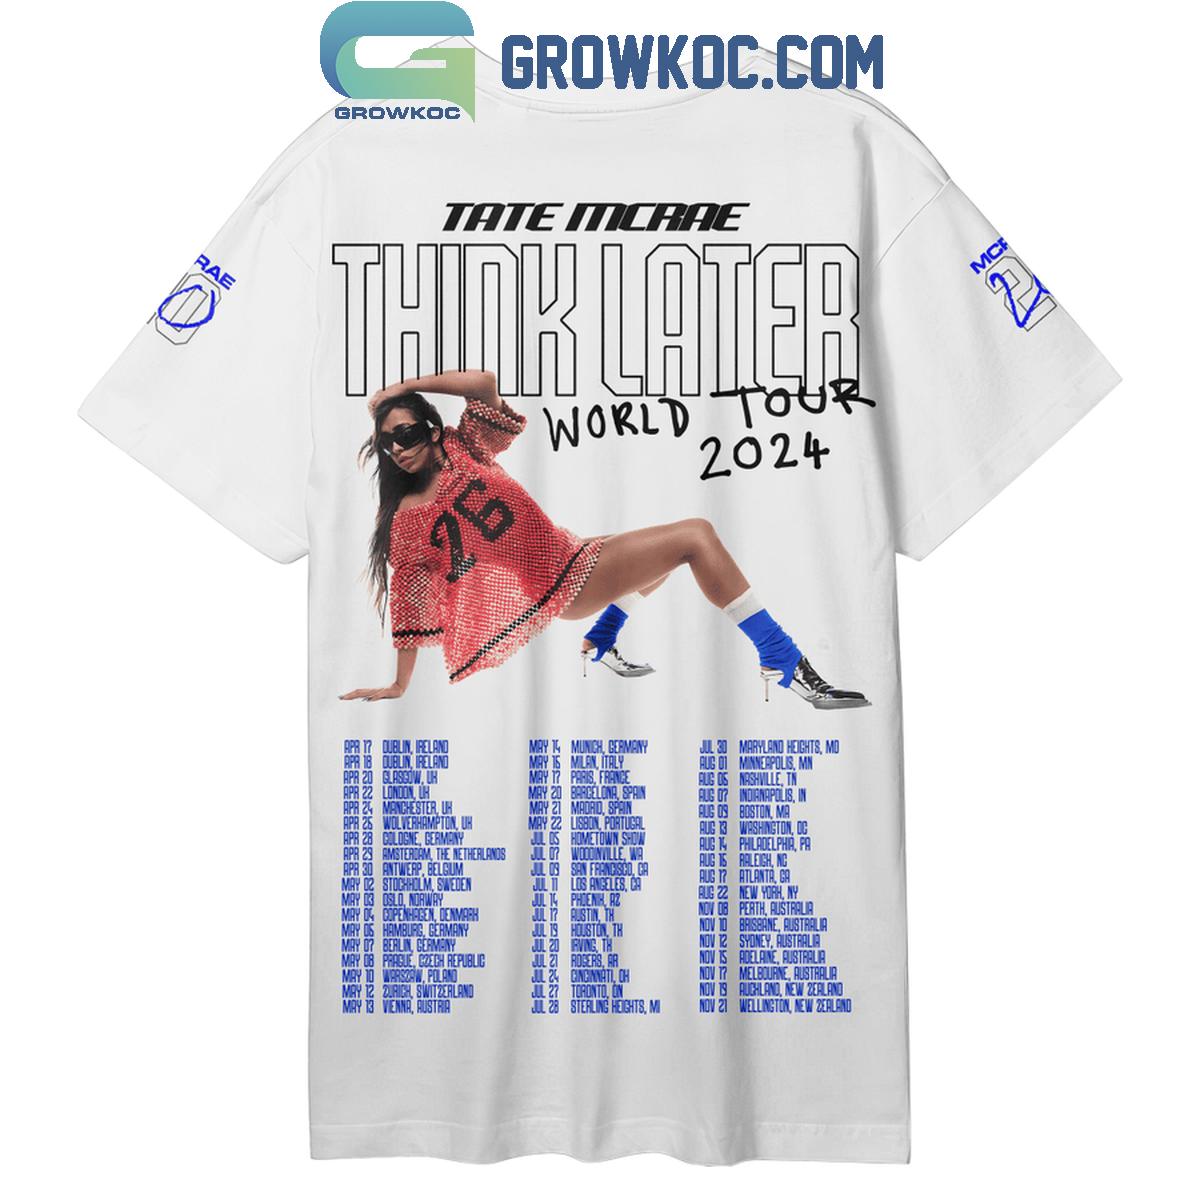 GROWKOC.COM
GROWKOC
TATE MCRAE
THINK LATER
WORLD TOUR
2024
RAE
MCR
2
26
APR 17 DUBLIN, IRELAND
APR 18 DUBLIN, IRELAND
APR 20 GLASGOW, UK
APR 22 LONDON, UK
APR 24 MANCHESTER, UK
APR 26 WOLVERHAMPTON, UK
APR 28 COLOGNE, GERMANY
APR 29 AMSTERDAM, THE NETHERLANDS
APR 30 ANTWERP, BELGIUM
MAY 02 STOCKHOLM, SWEDEN
MAY 03 OSLO, NORWAY
MAY 04 COPENHAGEN, DENMARK
MAY 06 HAMBURG, GERMANY
MAY 07 BERLIN, GERMANY
MAY 08 PRAGUE, CZECH REPUBLIC
MAY 10 WARSZAW, POLAND
MAY 12 ZURICH, SWITZERLAND
MAY 13 VIENNA, AUSTRIA
MAY 14 MUNICH, GERMANY
MAY 16 MILAN, ITALY
MAY 17 PARIS, FRANCE
MAY 20 BARCELONA, SPAIN
MAY 21 MADRID, SPAIN
MAY 22 LISBON, PORTUGAL
JUL 05 HOMETOWN SHOW
JUL 07 WOODINVILLE, WA
JUL 09 SAN FRANCISCO, CA
JUL 11 LOS ANGELES, CA
JUL 14 PHOENIX, AZ
JUL 17 AUSTIN, TX
JUL 19 HOUSTON, TX
JUL 20 IRVING, TX
JUL 21 ROGERS, AR
JUL 24 CINCINNATI, OH
JUL 27 TORONTO, ON
JUL 28 STERLING HEIGHTS, MI
JUL 30 MARYLAND HEIGHTS, MO
AUG 01 MINNEAPOLIS, MN
AUG 06 NASHVILLE, TN
AUG 07 INDIANAPOLIS, IN
AUG 09 BOSTON, MA
AUG 13 WASHINGTON, DC
AUG 14 PHILADELPHIA, PA
AUG 16 RALEIGH, NC
AUG 17 ATLANTA, GA
AUG 22 NEW YORK, NY
NOV 08 PERTH, AUSTRALIA
NOV 10 BRISBANE, AUSTRALIA
NOV 12 SYDNEY, AUSTRALIA
NOV 15 ADELAINE, AUSTRALIA
NOV 17 MELBOURNE, AUSTRALIA
NOV 19 AUCKLAND, NEW ZEALAND
NOV 21 WELLINGTON, NEW ZEALAND